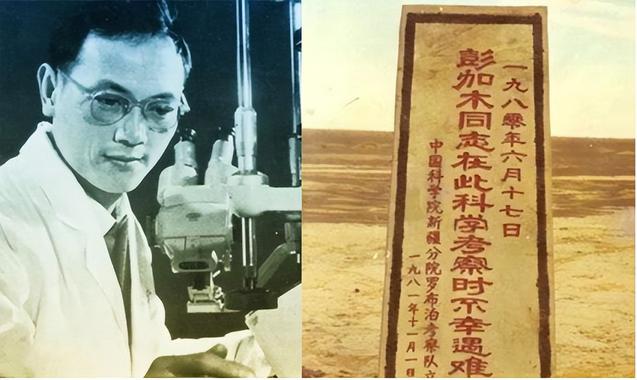 一九八零年六月十七日
彭加木同志在此科学考察时不幸遇难
中国科学院新疆分院罗布泊考察队立
一九八一年十一月一日